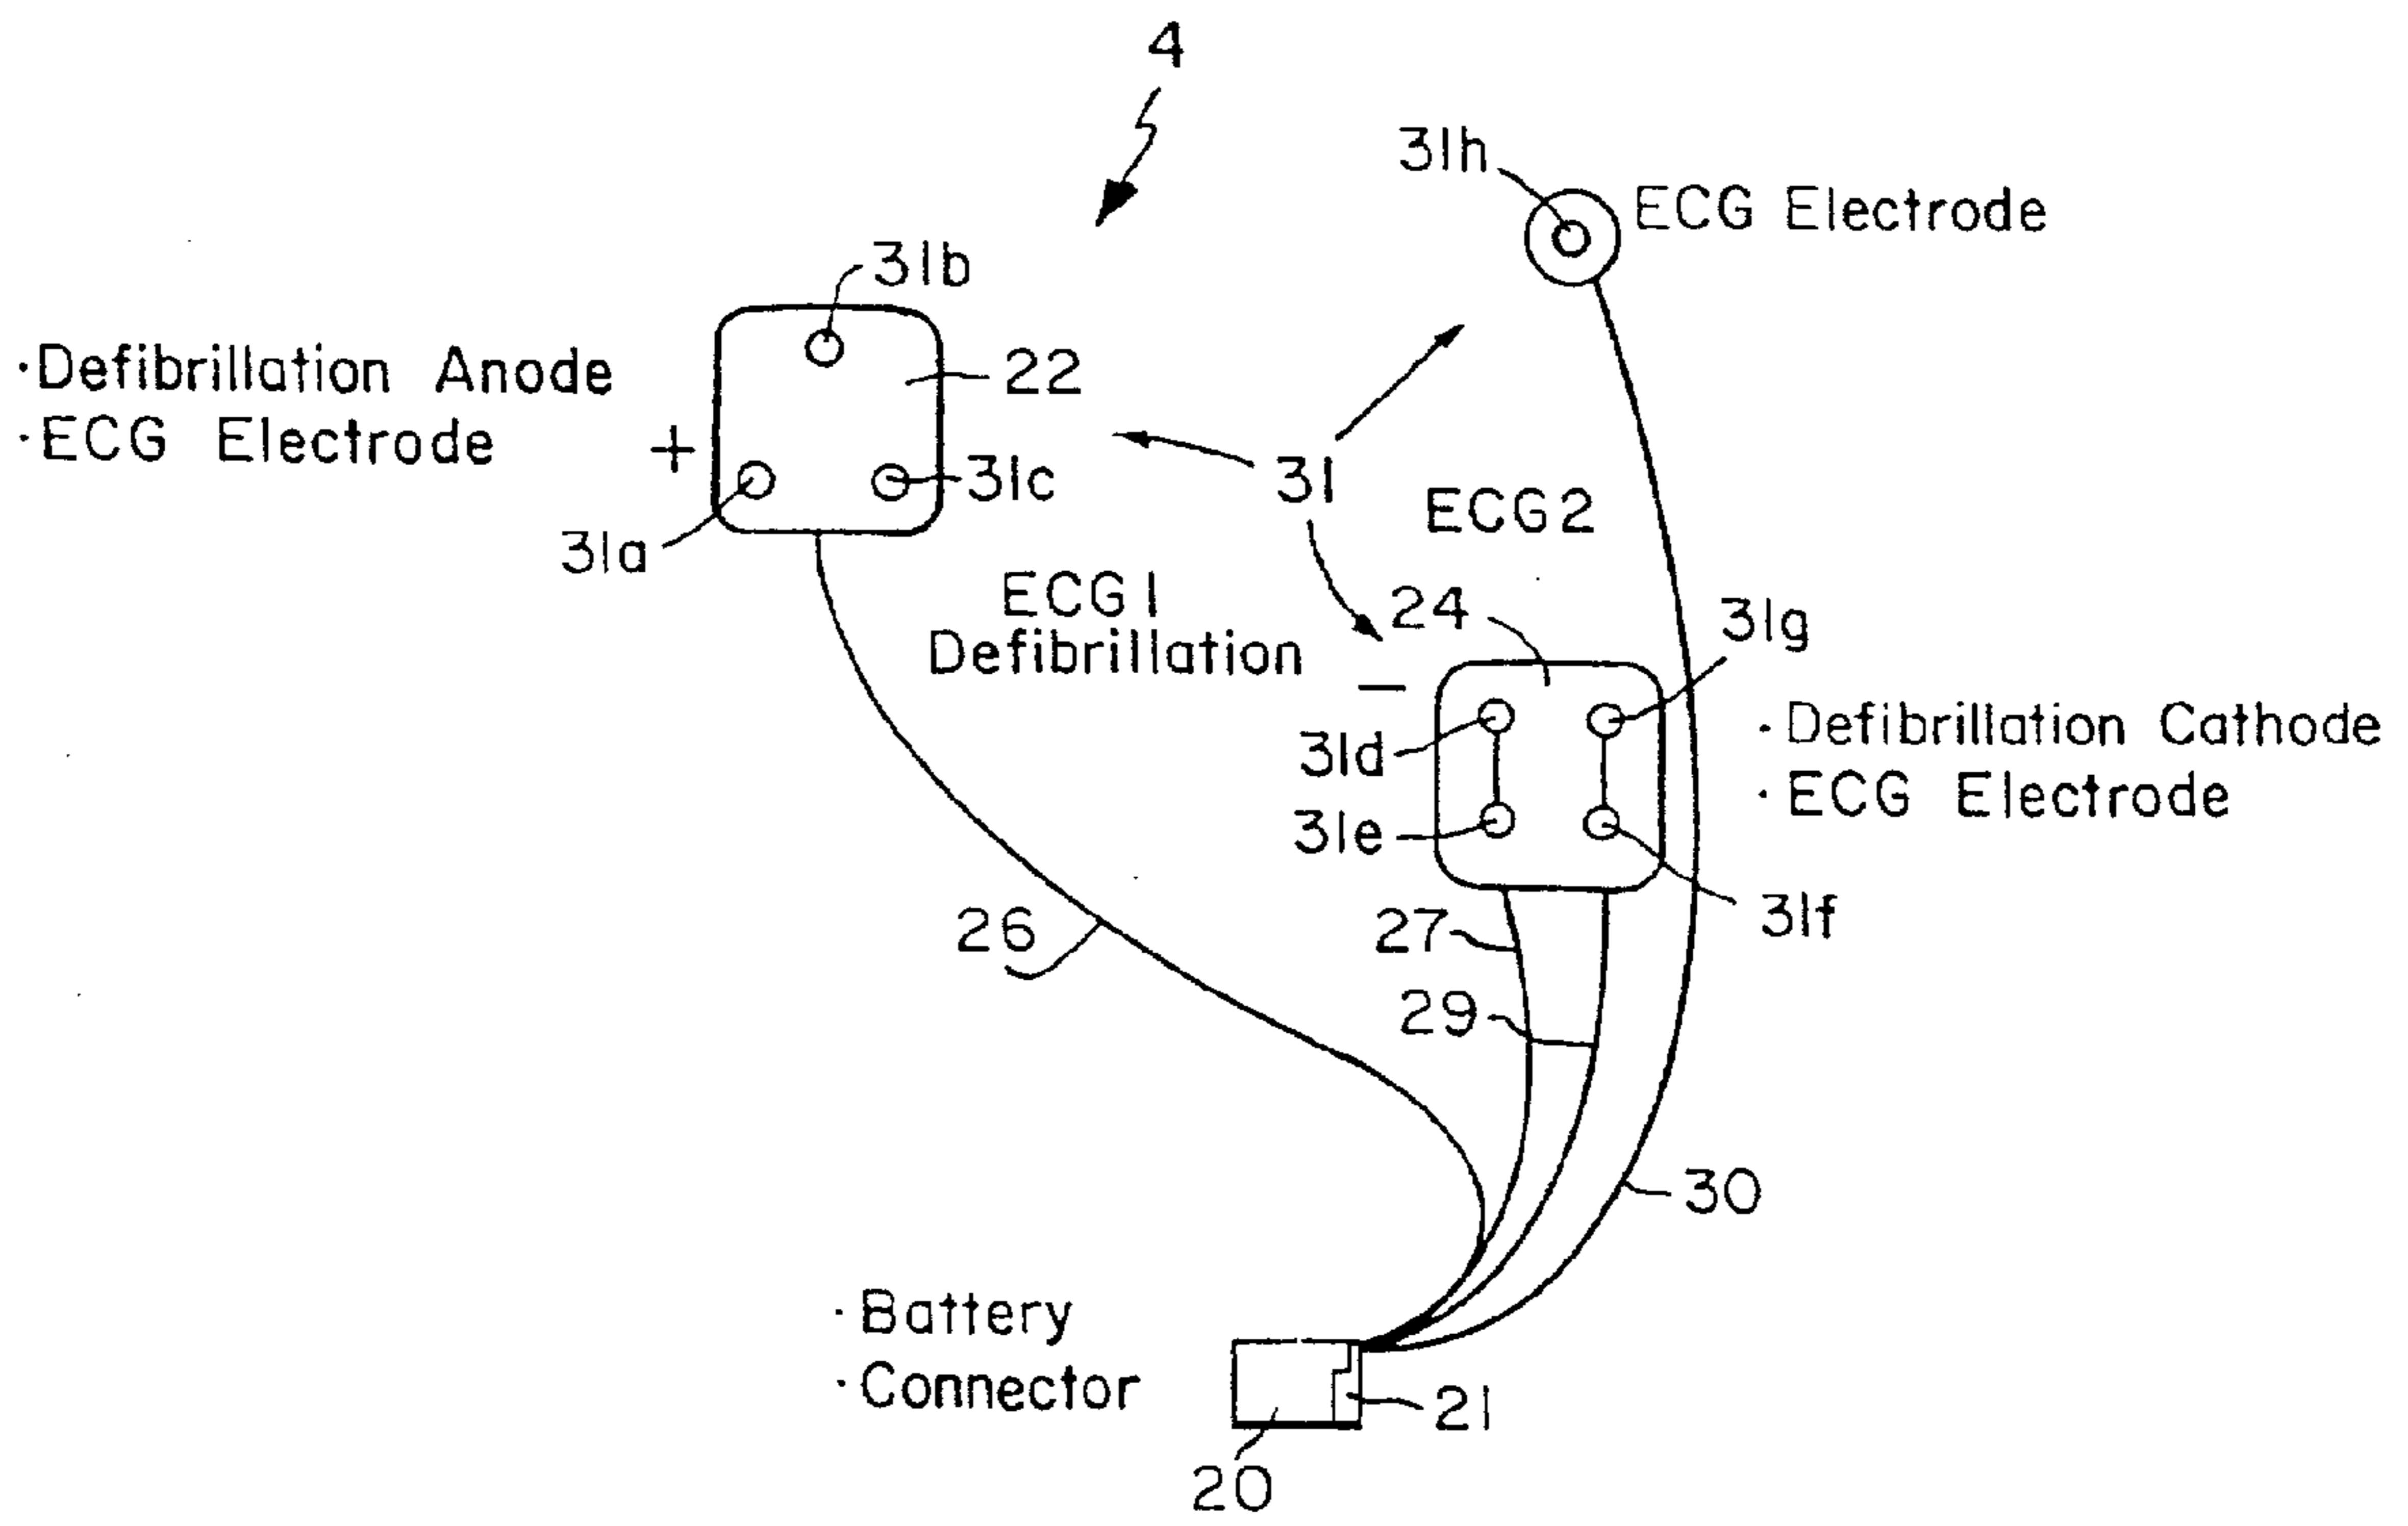 4
31h
ECG Electrode
31b
·Defibrillation Anode
·ECG Electrode
22
+
31c
31a
31
ECG2
ECG1
Defibrillation
24
31g
−
31d
31e
·Defibrillation Cathode
·ECG Electrode
31f
26
27
29
30
·Battery
·Connector
21
20